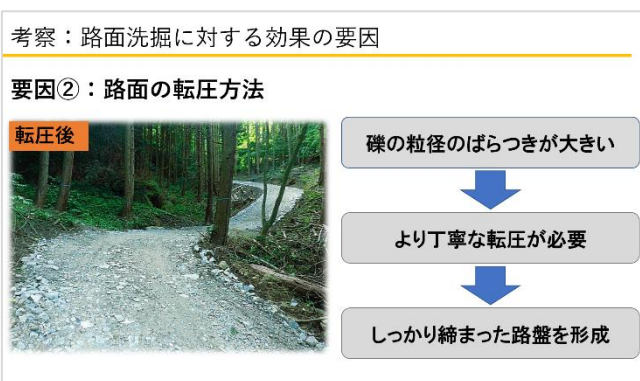 考察：路面洗掘に対する効果の要因
要因②：路面の転圧方法
転圧後
礫の粒径のばらつきが大きい
より丁寧な転圧が必要
しっかり締まった路盤を形成